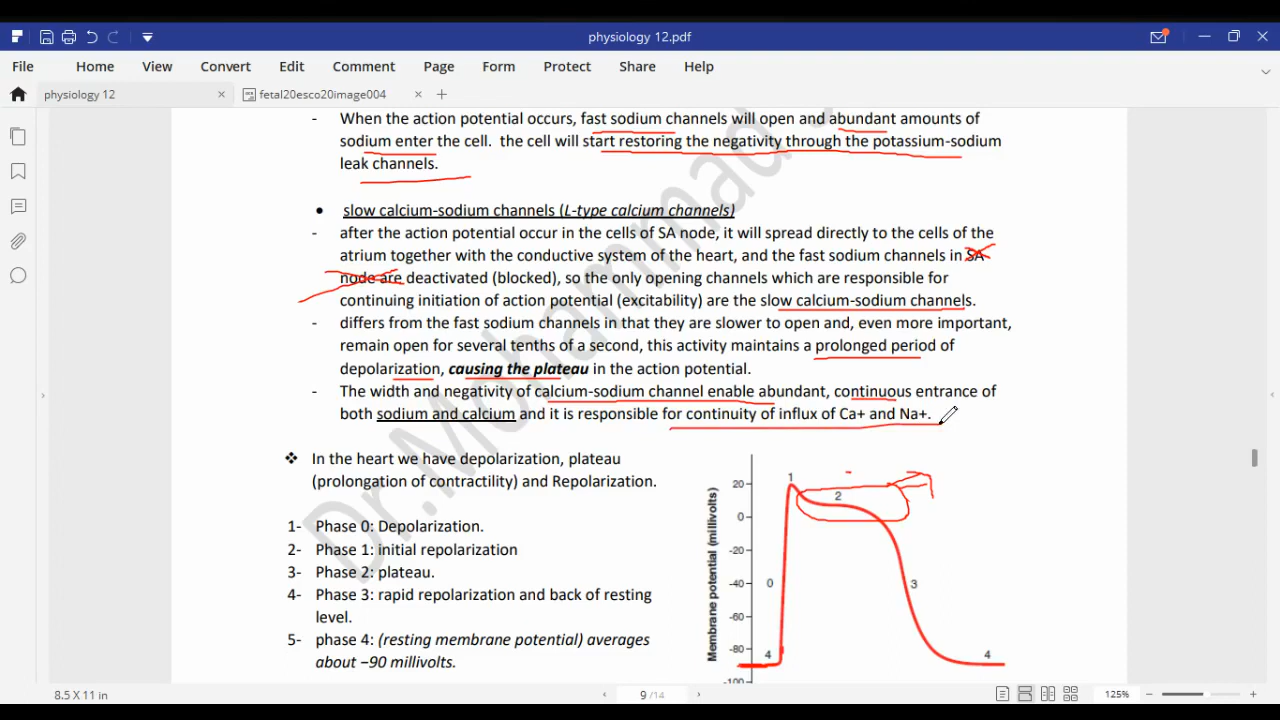 physiology 12.pdf
File Home View Convert Edit Comment Page Form Protect Share Help
physiology 12 fetal20esco20image004
- When the action potential occurs, fast sodium channels will open and abundant amounts of
sodium enter the cell. the cell will start restoring the negativity through the potassium-sodium
leak channels.
• slow calcium-sodium channels (L-type calcium channels)
- after the action potential occur in the cells of SA node, it will spread directly to the cells of the
atrium together with the conductive system of the heart, and the fast sodium channels in SA
node are deactivated (blocked), so the only opening channels which are responsible for
continuing initiation of action potential (excitability) are the slow calcium-sodium channels.
- differs from the fast sodium channels in that they are slower to open and, even more important,
remain open for several tenths of a second, this activity maintains a prolonged period of
depolarization, causing the plateau in the action potential.
- The width and negativity of calcium-sodium channel enable abundant, continuous entrance of
both sodium and calcium and it is responsible for continuity of influx of Ca+ and Na+.
❖ In the heart we have depolarization, plateau
(prolongation of contractility) and Repolarization.
1- Phase 0: Depolarization.
2- Phase 1: initial repolarization
3- Phase 2: plateau.
4- Phase 3: rapid repolarization and back of resting
level.
5- phase 4: (resting membrane potential) averages
about −90 millivolts.
Membrane potential (millivolts)
20
0
-20
-40
-60
-80
-100
4
0
1
2
3
4
Dr.Mohammad
8.5 X 11 in
9 /14
125%